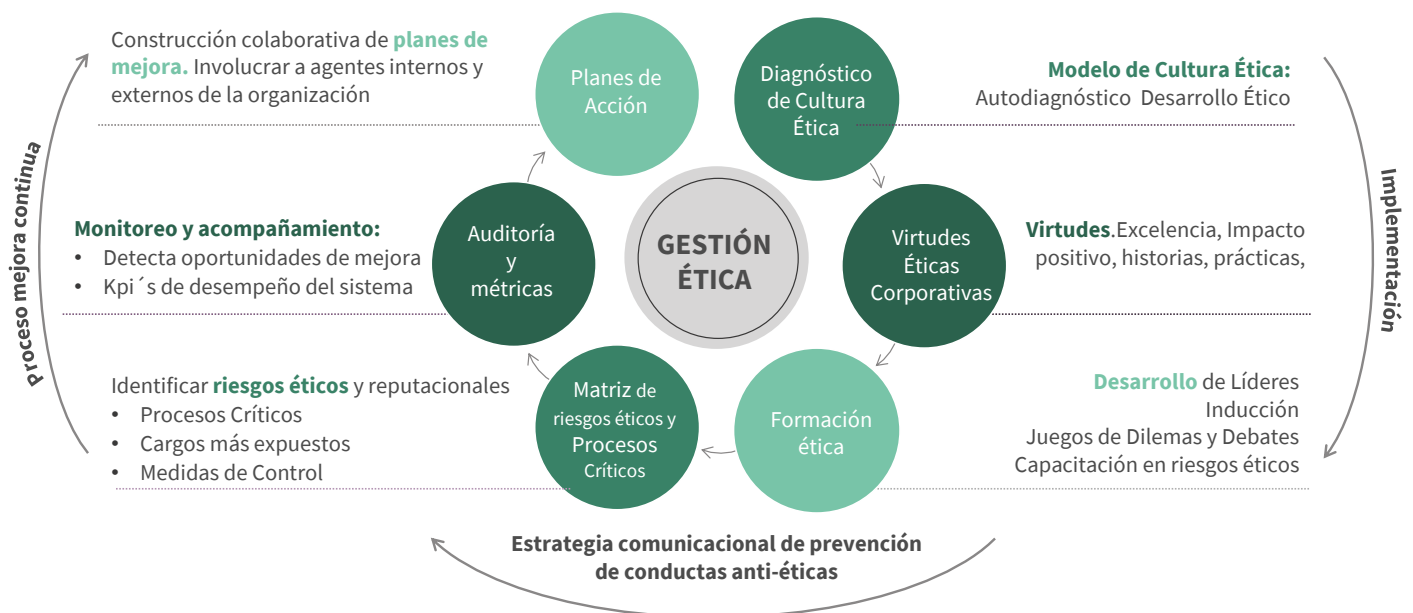 Construcción colaborativa de planes de
mejora. Involucrar a agentes internos y
externos de la organización
Planes de
Acción
Diagnóstico
de Cultura
Ética
Modelo de Cultura Ética:
Autodiagnóstico Desarrollo Ético
Proceso mejora continua
Monitoreo y acompañamiento:
• Detecta oportunidades de mejora
• Kpi´s de desempeño del sistema
Auditoría
y
métricas
GESTIÓN
ÉTICA
Virtudes
Éticas
Corporativas
Virtudes.Excelencia, Impacto
positivo, historias, prácticas,
Implementación
Identificar riesgos éticos y reputacionales
• Procesos Críticos
• Cargos más expuestos
• Medidas de Control
Matriz de
riesgos éticos y
Procesos
Críticos
Formación
ética
Desarrollo de Líderes
Inducción
Juegos de Dilemas y Debates
Capacitación en riesgos éticos
Estrategia comunicacional de prevención
de conductas anti-éticas